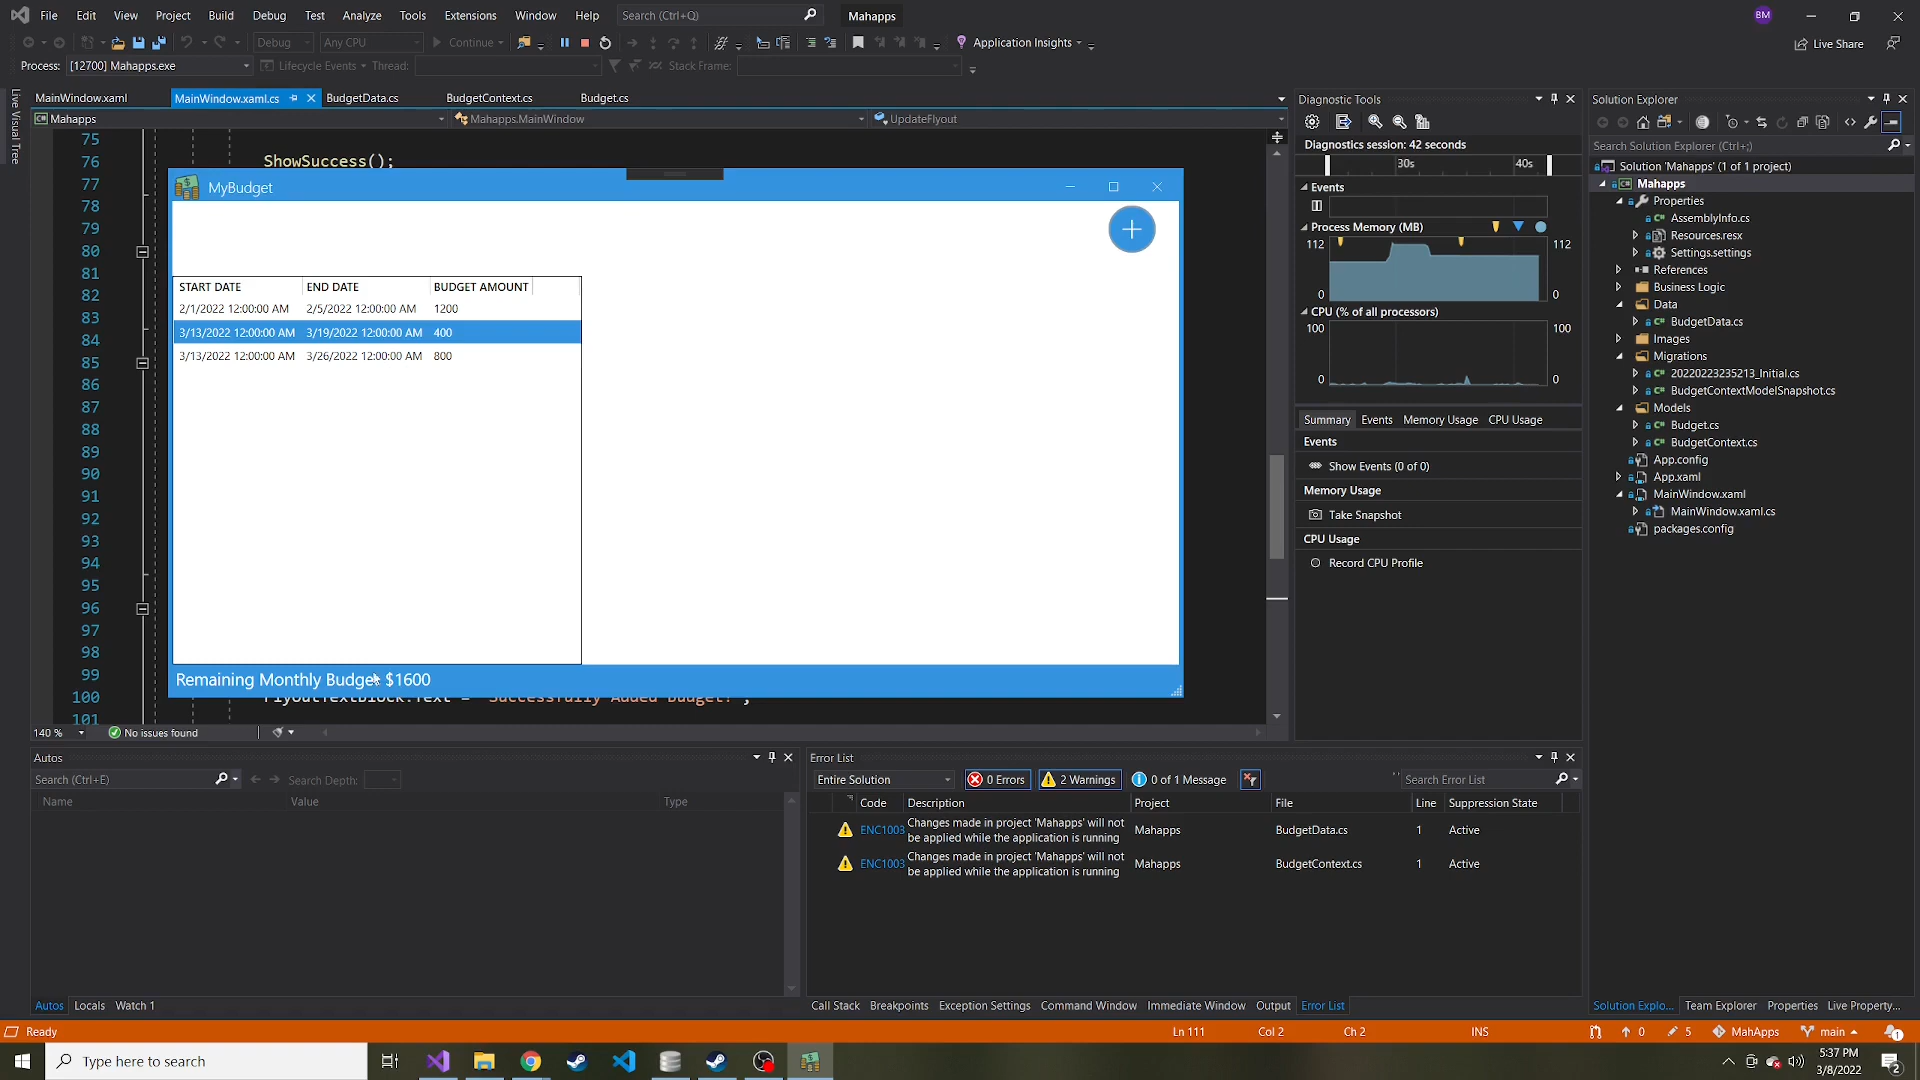 File Edit View Project Build Debug Test Analyze Tools Extensions Window Help Search (Ctrl+Q) Mahapps BM
Debug Any CPU Continue Application Insights Live Share
Process: [12700] Mahapps.exe Lifecycle Events Thread: Stack Frame:
Live Visual Tree
MainWindow.xaml MainWindow.xaml.cs BudgetData.cs BudgetContext.cs Budget.cs
Mahapps Mahapps.MainWindow UpdateFlyout
75
76 ShowSuccess();
77
78
79
80
81
82
83
84
85
86
87
88
89
90
91
92
93
94
95
96
97
98
99
100
101
MyBudget
START DATE END DATE BUDGET AMOUNT
2/1/2022 12:00:00 AM 2/5/2022 12:00:00 AM 1200
3/13/2022 12:00:00 AM 3/19/2022 12:00:00 AM 400
3/13/2022 12:00:00 AM 3/26/2022 12:00:00 AM 800
Remaining Monthly Budget $1600
140 % No issues found
Diagnostic Tools
Diagnostics session: 42 seconds
30s 40s
Events
Process Memory (MB)
112 112
0 0
CPU (% of all processors)
100 100
0 0
Summary Events Memory Usage CPU Usage
Events
Show Events (0 of 0)
Memory Usage
Take Snapshot
CPU Usage
Record CPU Profile
Solution Explorer
Search Solution Explorer (Ctrl+;)
Solution 'Mahapps' (1 of 1 project)
Mahapps
Properties
AssemblyInfo.cs
Resources.resx
Settings.settings
References
Business Logic
Data
BudgetData.cs
Images
Migrations
20220223235213_Initial.cs
BudgetContextModelSnapshot.cs
Models
Budget.cs
BudgetContext.cs
App.config
App.xaml
MainWindow.xaml
MainWindow.xaml.cs
packages.config
Autos
Search (Ctrl+E) Search Depth:
Name Value Type
Autos Locals Watch 1
Error List
Entire Solution 0 Errors 2 Warnings 0 of 1 Message Search Error List
Code Description Project File Line Suppression State
ENC1003 Changes made in project 'Mahapps' will not be applied while the application is running Mahapps BudgetData.cs 1 Active
ENC1003 Changes made in project 'Mahapps' will not be applied while the application is running Mahapps BudgetContext.cs 1 Active
Call Stack Breakpoints Exception Settings Command Window Immediate Window Output Error List
Solution Explo... Team Explorer Properties Live Property...
Ready Ln 111 Col 2 Ch 2 INS 0 5 MahApps main 1
Type here to search
5:37 PM
3/8/2022
2